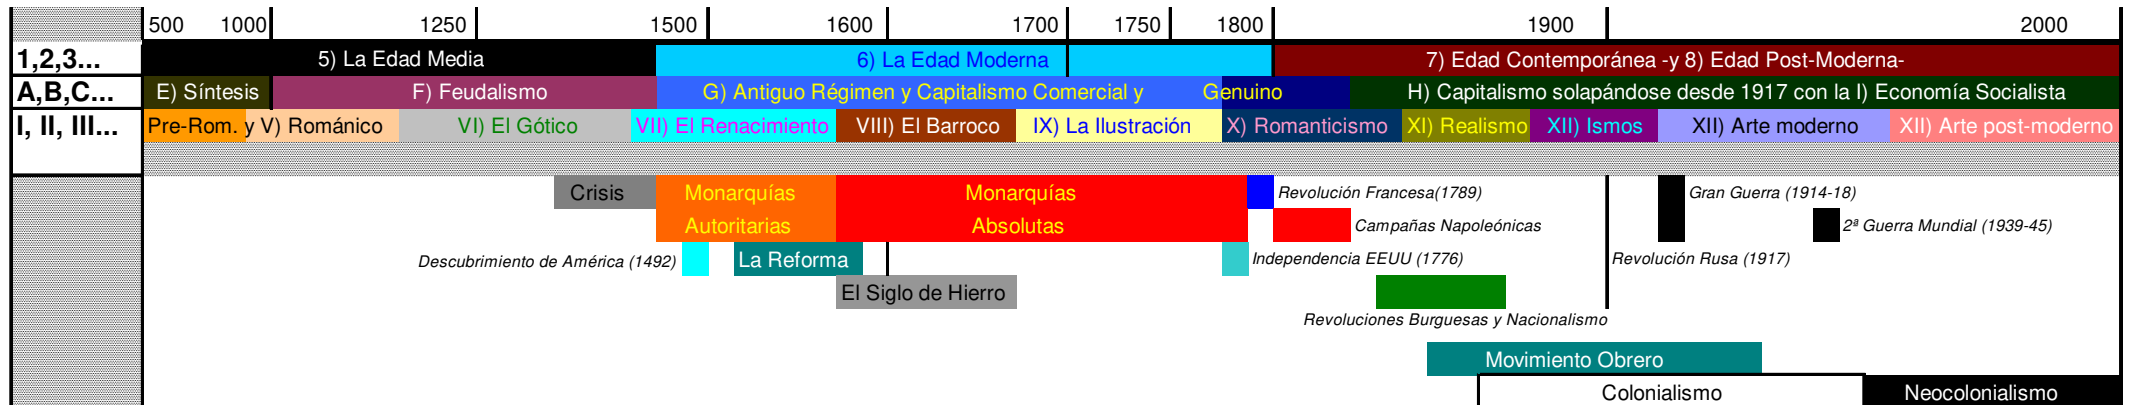 500 1000 1250 1500 1600 1700 1750 1800 1900 2000
1,2,3... 5) La Edad Media 6) La Edad Moderna 7) Edad Contemporánea -y 8) Edad Post-Moderna-
A,B,C... E) Síntesis F) Feudalismo G) Antiguo Régimen y Capitalismo Comercial y Genuino H) Capitalismo solapándose desde 1917 con la I) Economía Socialista
I, II, III... Pre-Rom. y V) Románico VI) El Gótico VII) El Renacimiento VIII) El Barroco IX) La Ilustración X) Romanticismo XI) Realismo XII) Ismos XII) Arte moderno XII) Arte post-moderno
Crisis Monarquías Monarquías Revolución Francesa(1789) Gran Guerra (1914-18)
Autoritarias Absolutas Campañas Napoleónicas 2ª Guerra Mundial (1939-45)
Descubrimiento de América (1492) La Reforma Independencia EEUU (1776) Revolución Rusa (1917)
El Siglo de Hierro
Revoluciones Burguesas y Nacionalismo
Movimiento Obrero
Colonialismo Neocolonialismo